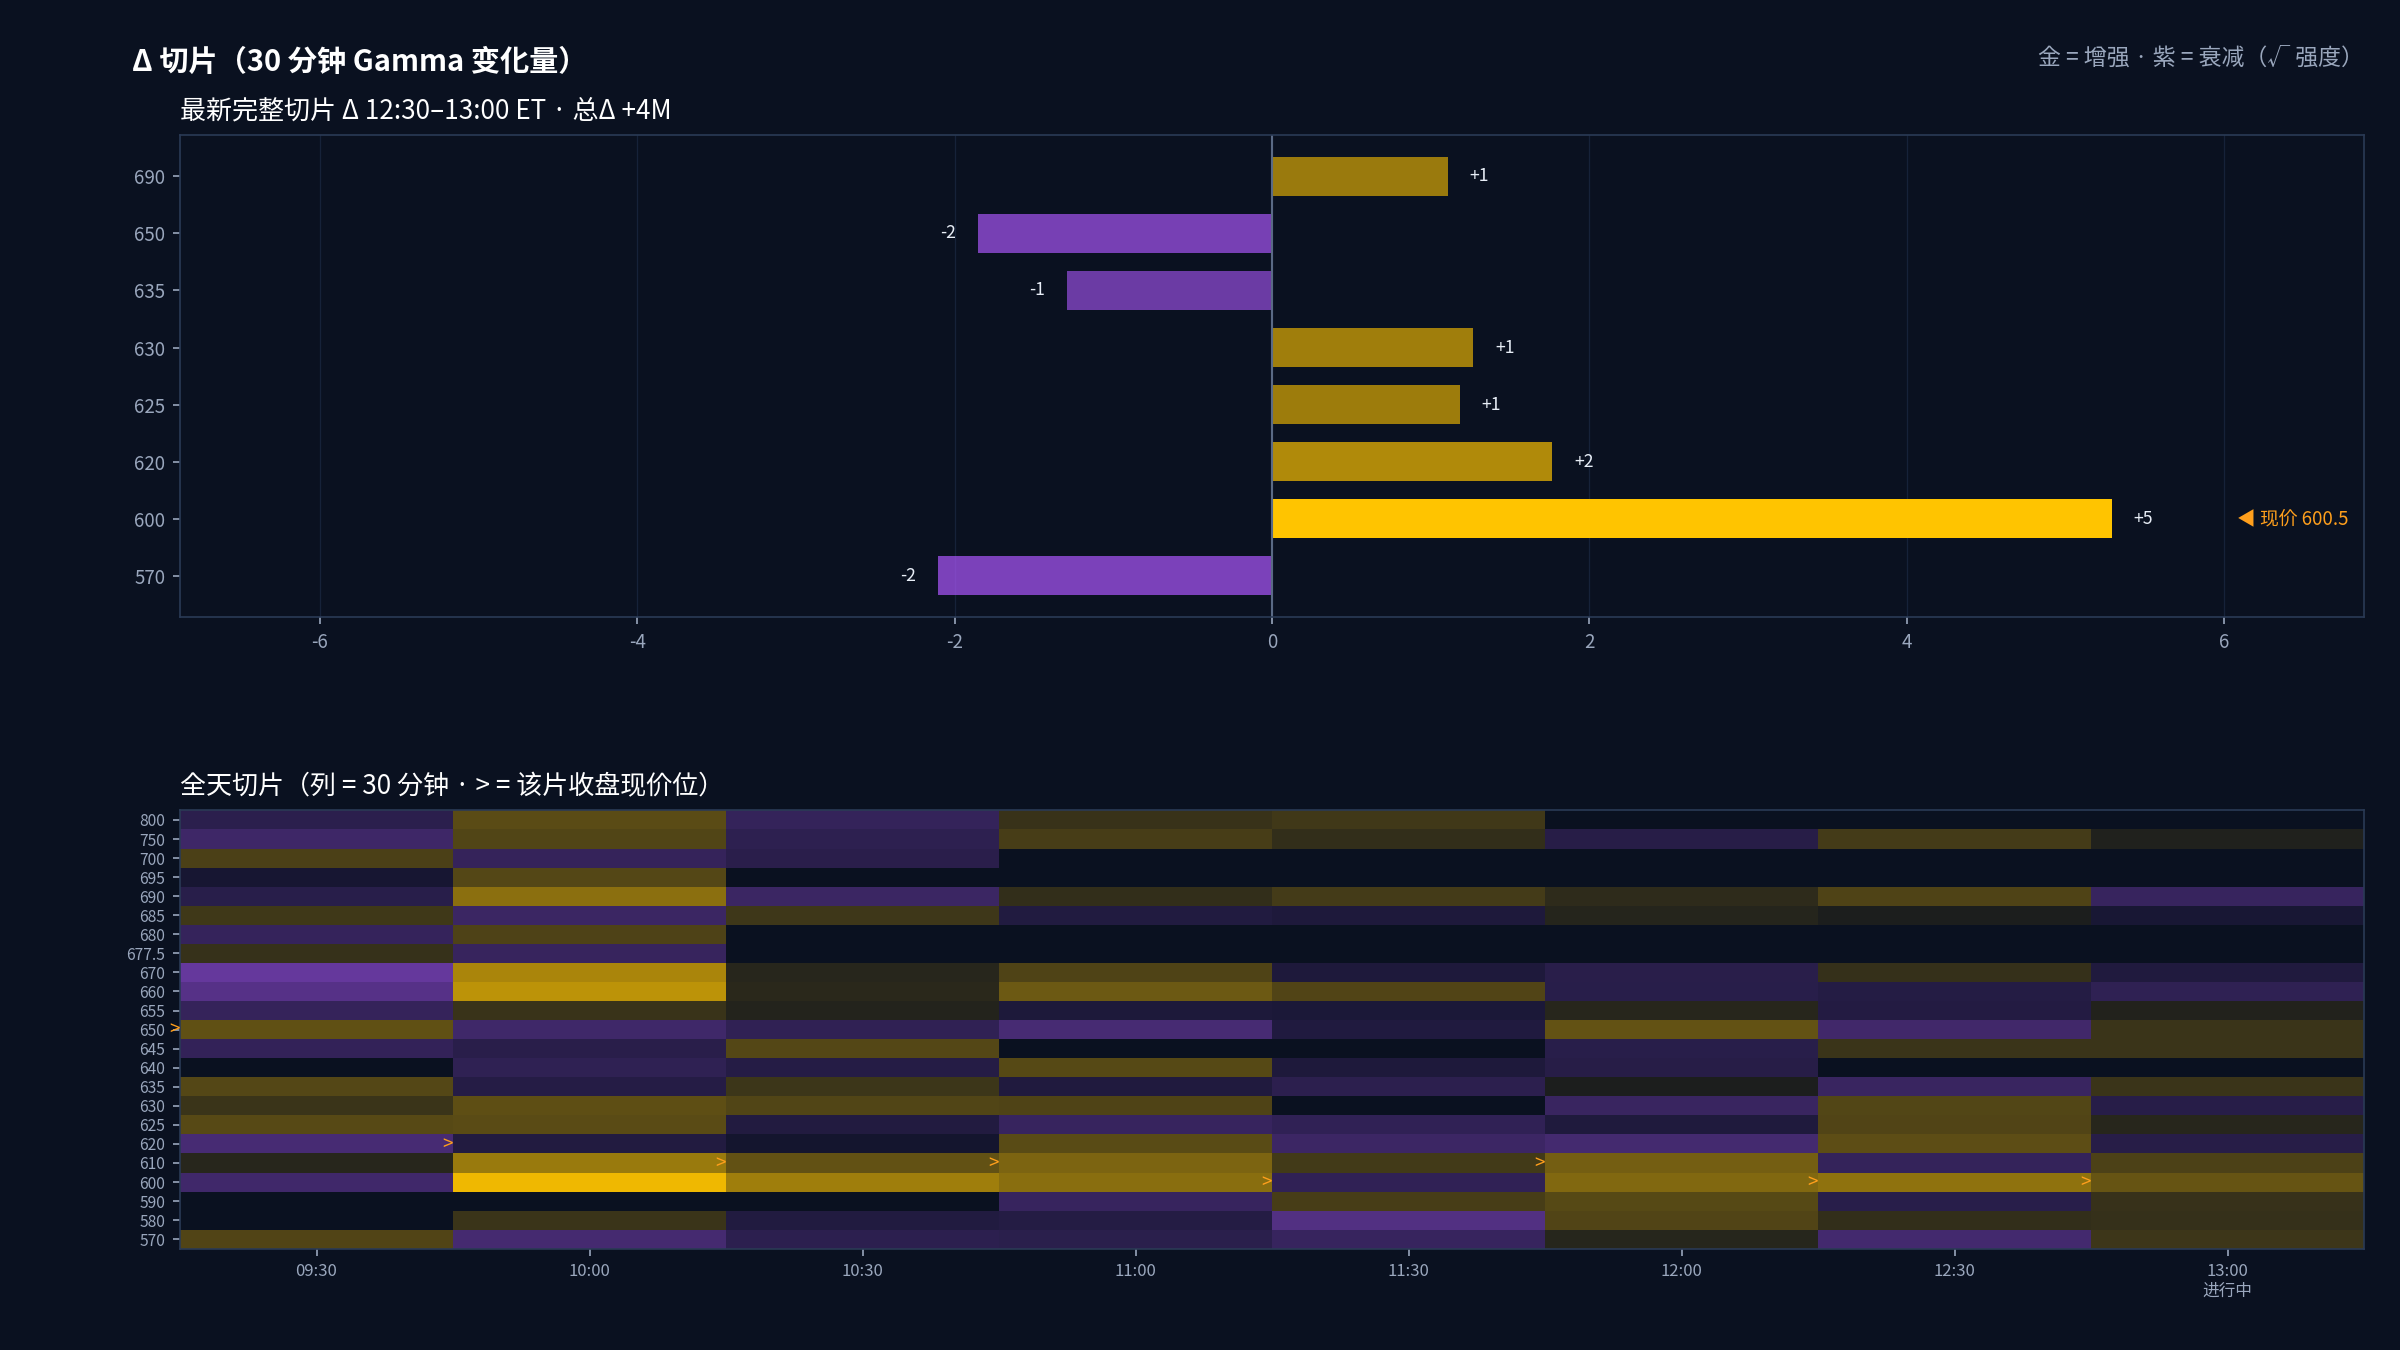 Δ 切片（30 分钟 Gamma 变化量）
金 = 增强 · 紫 = 衰减（√ 强度）
最新完整切片 Δ 12:30–13:00 ET · 总Δ +4M
690 +1
650 -2
635 -1
630 +1
625 +1
620 +2
600 +5 ◀ 现价 600.5
570 -2
-6 -4 -2 0 2 4 6
全天切片（列 = 30 分钟 · > = 该片收盘现价位）
800
750
700
695
690
685
680
677.5
670
660
655
650 >
645
640
635
630
625
620 >
610 > > >
600 > > >
590
580
570
09:30 10:00 10:30 11:00 11:30 12:00 12:30 13:00
进行中